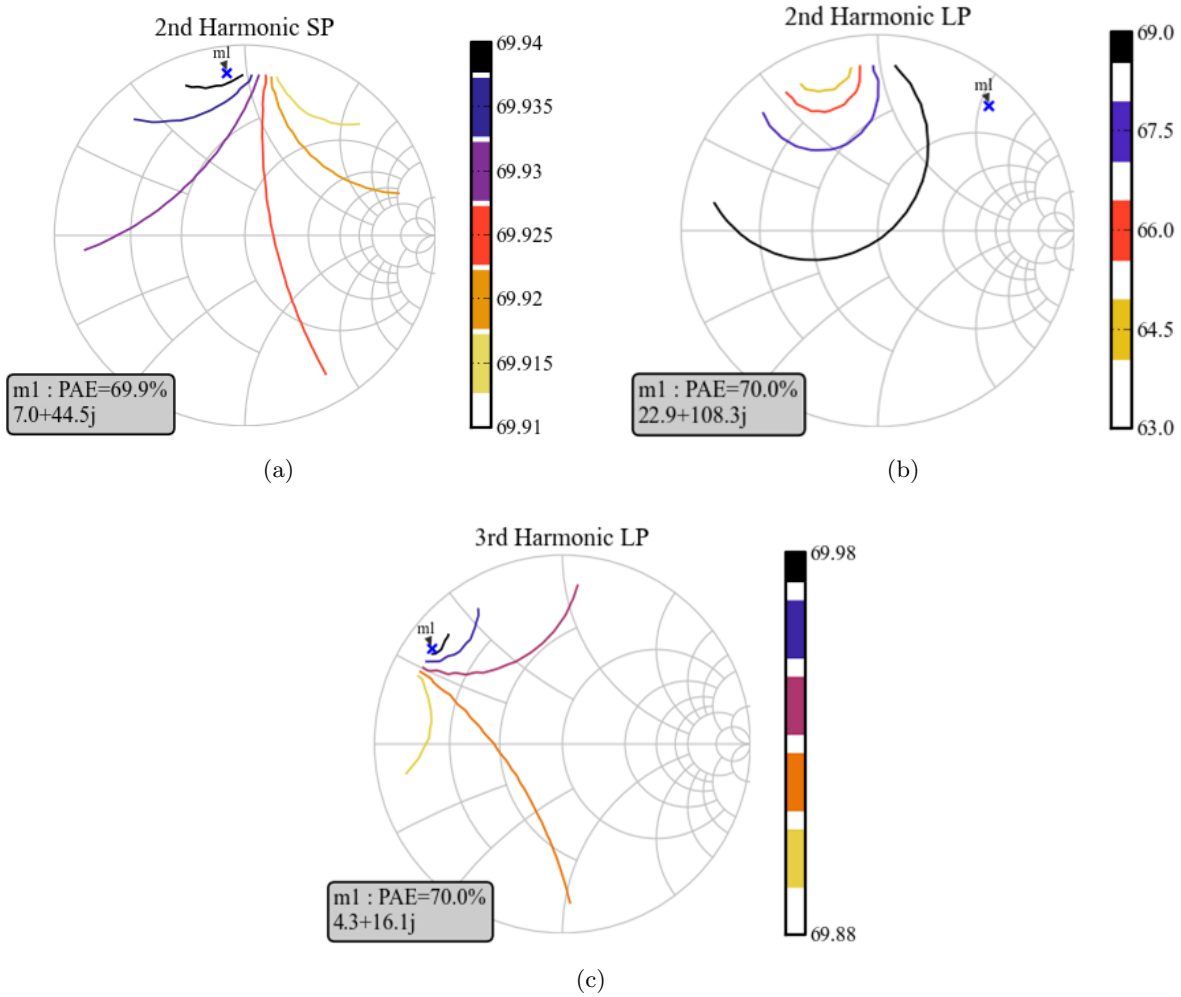 2nd Harmonic SP
m1
69.94
69.935
69.93
69.925
69.92
69.915
69.91
m1 : PAE=69.9%
7.0+44.5j
(a)
2nd Harmonic LP
m1
69.0
67.5
66.0
64.5
63.0
m1 : PAE=70.0%
22.9+108.3j
(b)
3rd Harmonic LP
m1
69.98
69.88
m1 : PAE=70.0%
4.3+16.1j
(c)